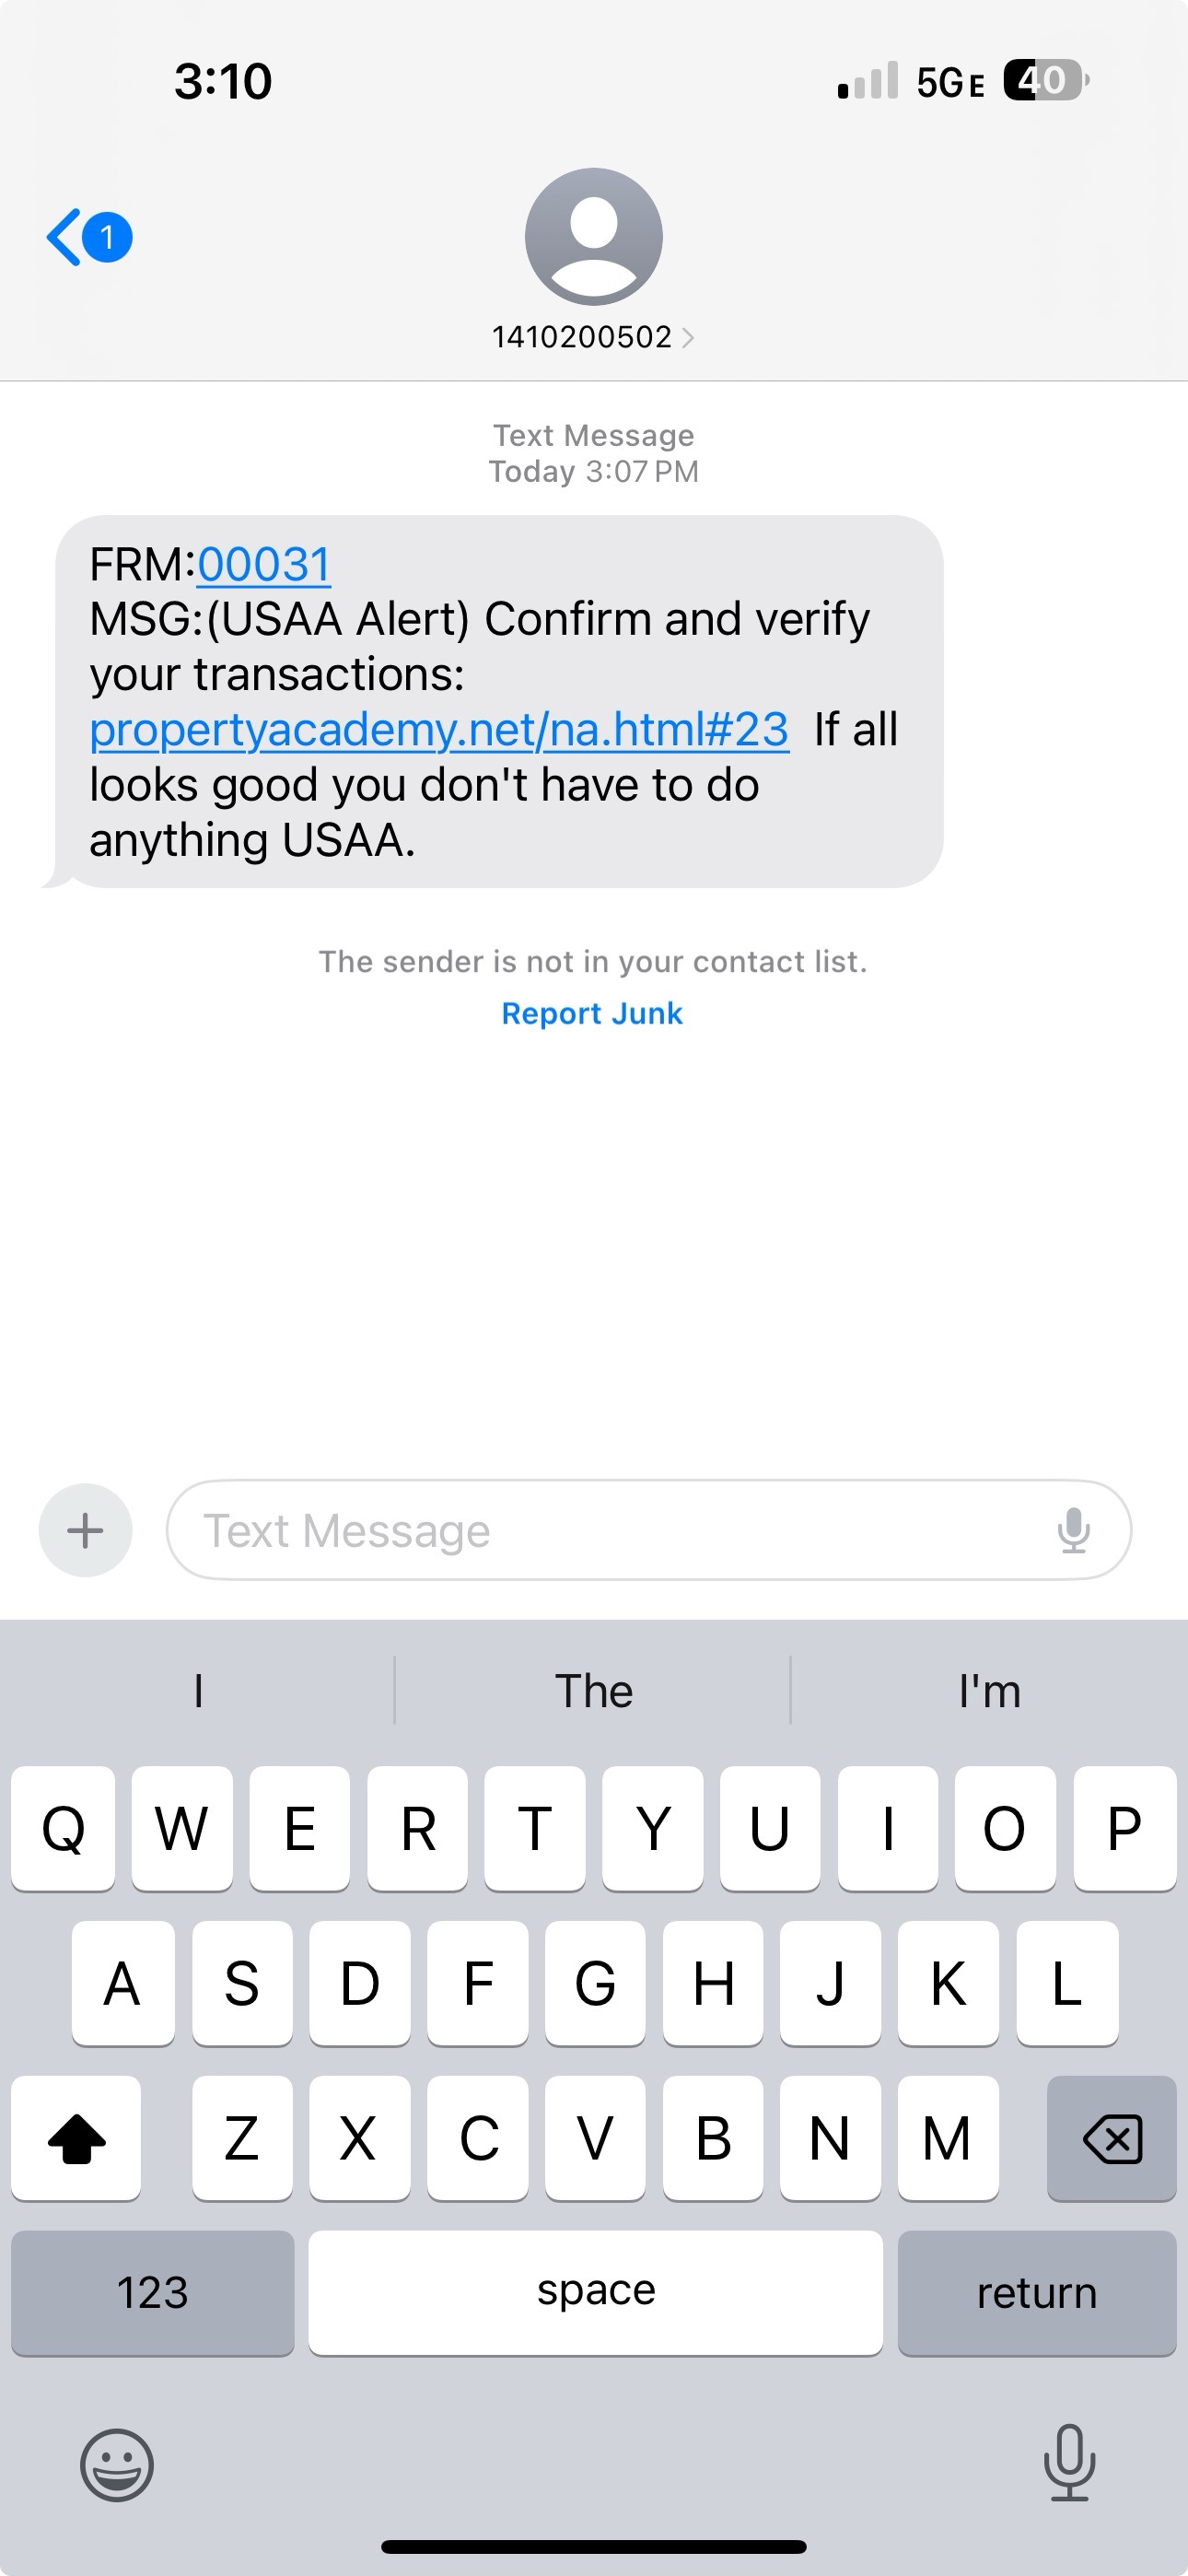 3:10
5GE 40
1
1410200502
Text Message
Today 3:07 PM
FRM:00031
MSG:(USAA Alert) Confirm and verify
your transactions:
propertyacademy.net/na.html#23 If all
looks good you don't have to do
anything USAA.
The sender is not in your contact list.
Report Junk
Text Message
I The I'm
Q W E R T Y U I O P
A S D F G H J K L
Z X C V B N M
123 space return